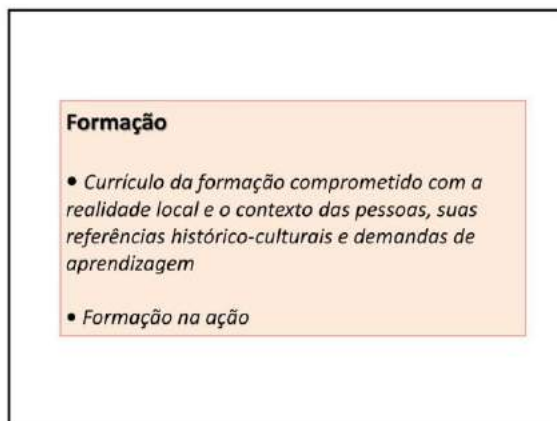 Formação
• Currículo da formação comprometido com a
realidade local e o contexto das pessoas, suas
referências histórico-culturais e demandas de
aprendizagem
• Formação na ação